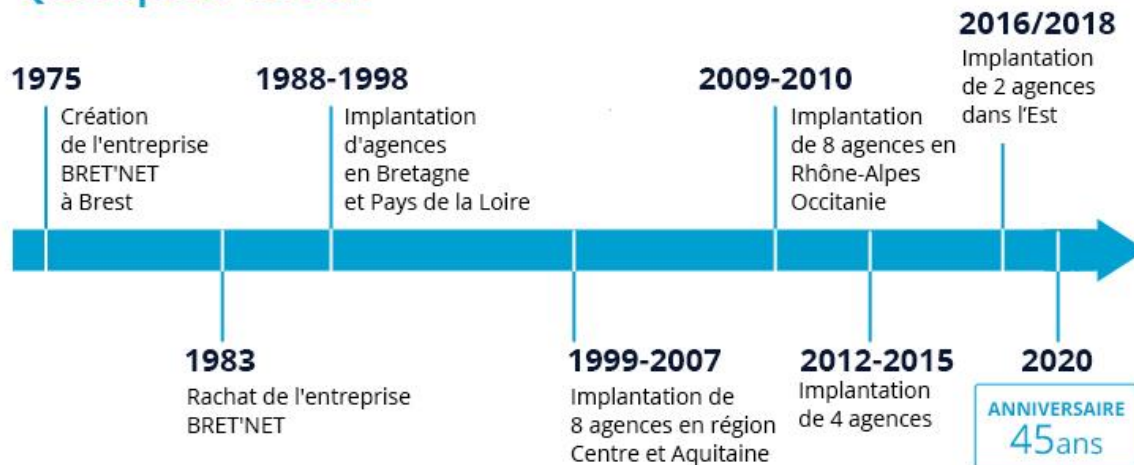 1975
Création
de l'entreprise
BRET'NET
à Brest
1983
Rachat de l'entreprise
BRET'NET
1988-1998
Implantation
d'agences
en Bretagne
et Pays de la Loire
1999-2007
Implantation de
8 agences en région
Centre et Aquitaine
2009-2010
Implantation
de 8 agences en
Rhône-Alpes
Occitanie
2012-2015
Implantation
de 4 agences
2016/2018
Implantation
de 2 agences
dans l'Est
2020
ANNIVERSAIRE
45ans